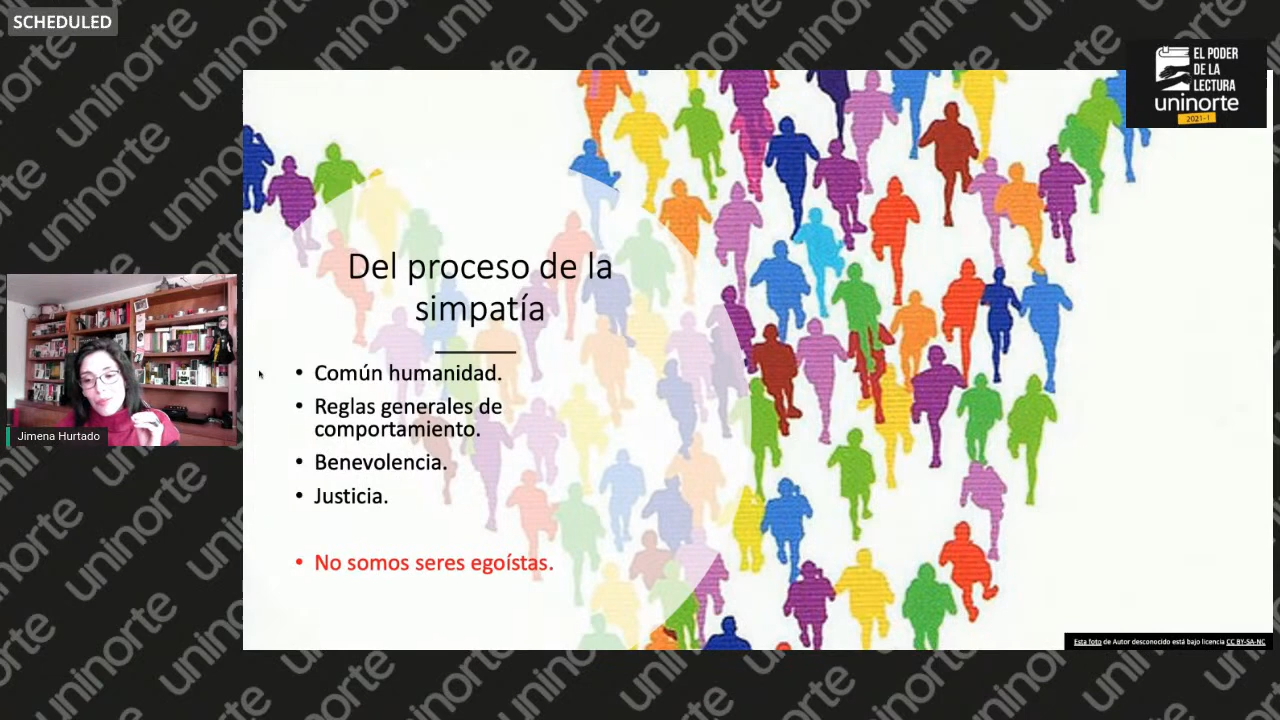 SCHEDULED
EL PODER
DE LA
LECTURA
uninorte
2021-1
Del proceso de la
simpatía
• Común humanidad.
• Reglas generales de
comportamiento.
• Benevolencia.
• Justicia.
• No somos seres egoístas.
Jimena Hurtado
Esta foto de Autor desconocido está bajo licencia CC BY-SA-NC
uninorte